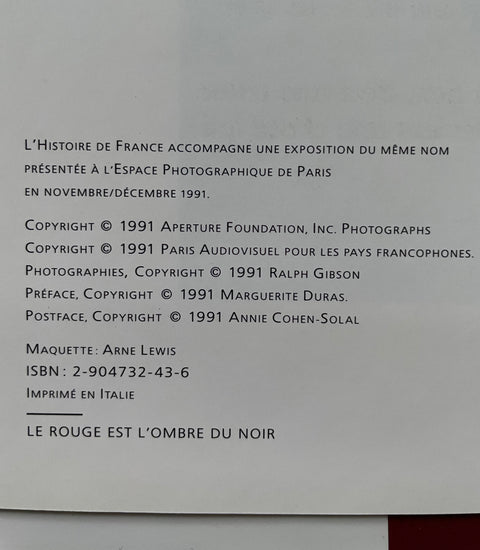 L'Histoire de France accompagne une exposition du même nom
présentée à l'Espace Photographique de Paris
en novembre/décembre 1991.
Copyright © 1991 Aperture Foundation, Inc. Photographs
Copyright © 1991 Paris Audiovisuel pour les pays francophones.
Photographies, Copyright © 1991 Ralph Gibson
Préface, Copyright © 1991 Marguerite Duras.
Postface, Copyright © 1991 Annie Cohen-Solal
Maquette : Arne Lewis
ISBN : 2-904732-43-6
Imprimé en Italie
LE ROUGE EST L'OMBRE DU NOIR